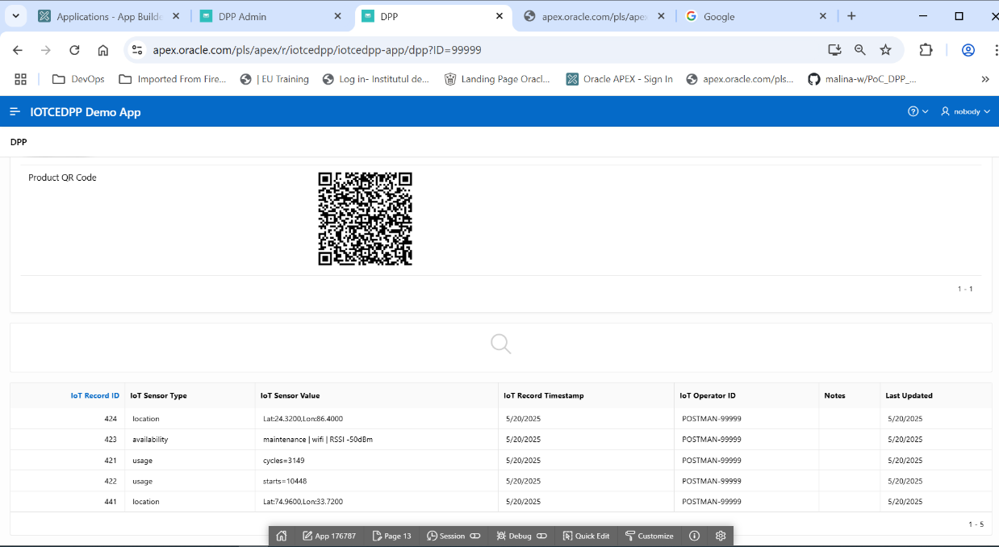 Applications - App Builde
DPP Admin
DPP
apex.oracle.com/pls/apex
Google
apex.oracle.com/pls/apex/r/iotcedpp/iotcedpp-app/dpp?ID=99999
DevOps
Imported From Fire...
| EU Training
Log in- Institutul de...
Landing Page Oracl...
Oracle APEX - Sign In
apex.oracle.com/pls...
malina-w/PoC_DPP_...
IOTCEDPP Demo App
nobody
DPP
Product QR Code
1 - 1
IoT Record ID IoT Sensor Type IoT Sensor Value IoT Record Timestamp IoT Operator ID Notes Last Updated
424 location Lat:24.3200,Lon:86.4000 5/20/2025 POSTMAN-99999 5/20/2025
423 availability maintenance | wifi | RSSI -50dBm 5/20/2025 POSTMAN-99999 5/20/2025
421 usage cycles=3149 5/20/2025 POSTMAN-99999 5/20/2025
422 usage starts=10448 5/20/2025 POSTMAN-99999 5/20/2025
441 location Lat:74.9600,Lon:33.7200 5/20/2025 POSTMAN-99999 5/20/2025
1 - 5
App 176787 Page 13 Session Debug Quick Edit Customize